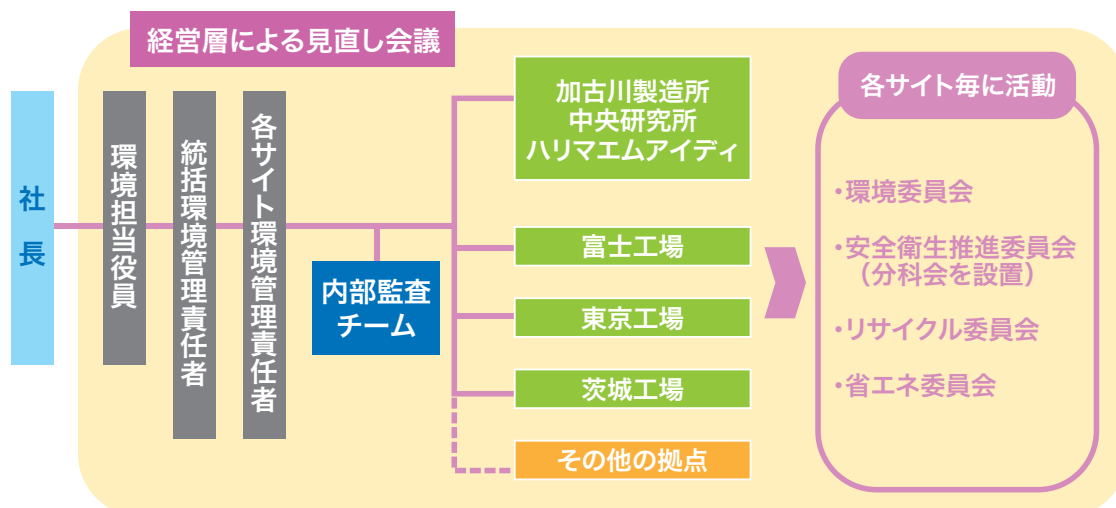 経営層による見直し会議
社長
環境担当役員
統括環境管理責任者
各サイト環境管理責任者
内部監査
チーム
加古川製造所
中央研究所
ハリマエムアイディ
富士工場
東京工場
茨城工場
その他の拠点
各サイト毎に活動
・環境委員会
・安全衛生推進委員会
（分科会を設置）
・リサイクル委員会
・省エネ委員会